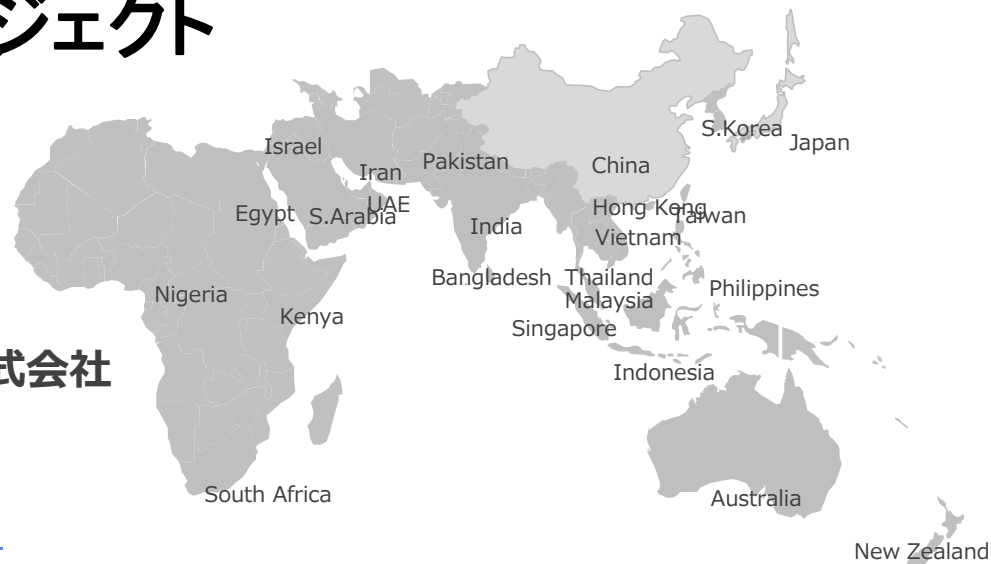 ジェクト
S.Korea
Japan
Israel
Pakistan
China
Iran
UAE
Hong Kong
Taiwan
Egypt
S.Arabia
India
Vietnam
Bangladesh
Thailand
Philippines
Nigeria
Malaysia
Kenya
Singapore
式会社
Indonesia
South Africa
Australia
New Zealand